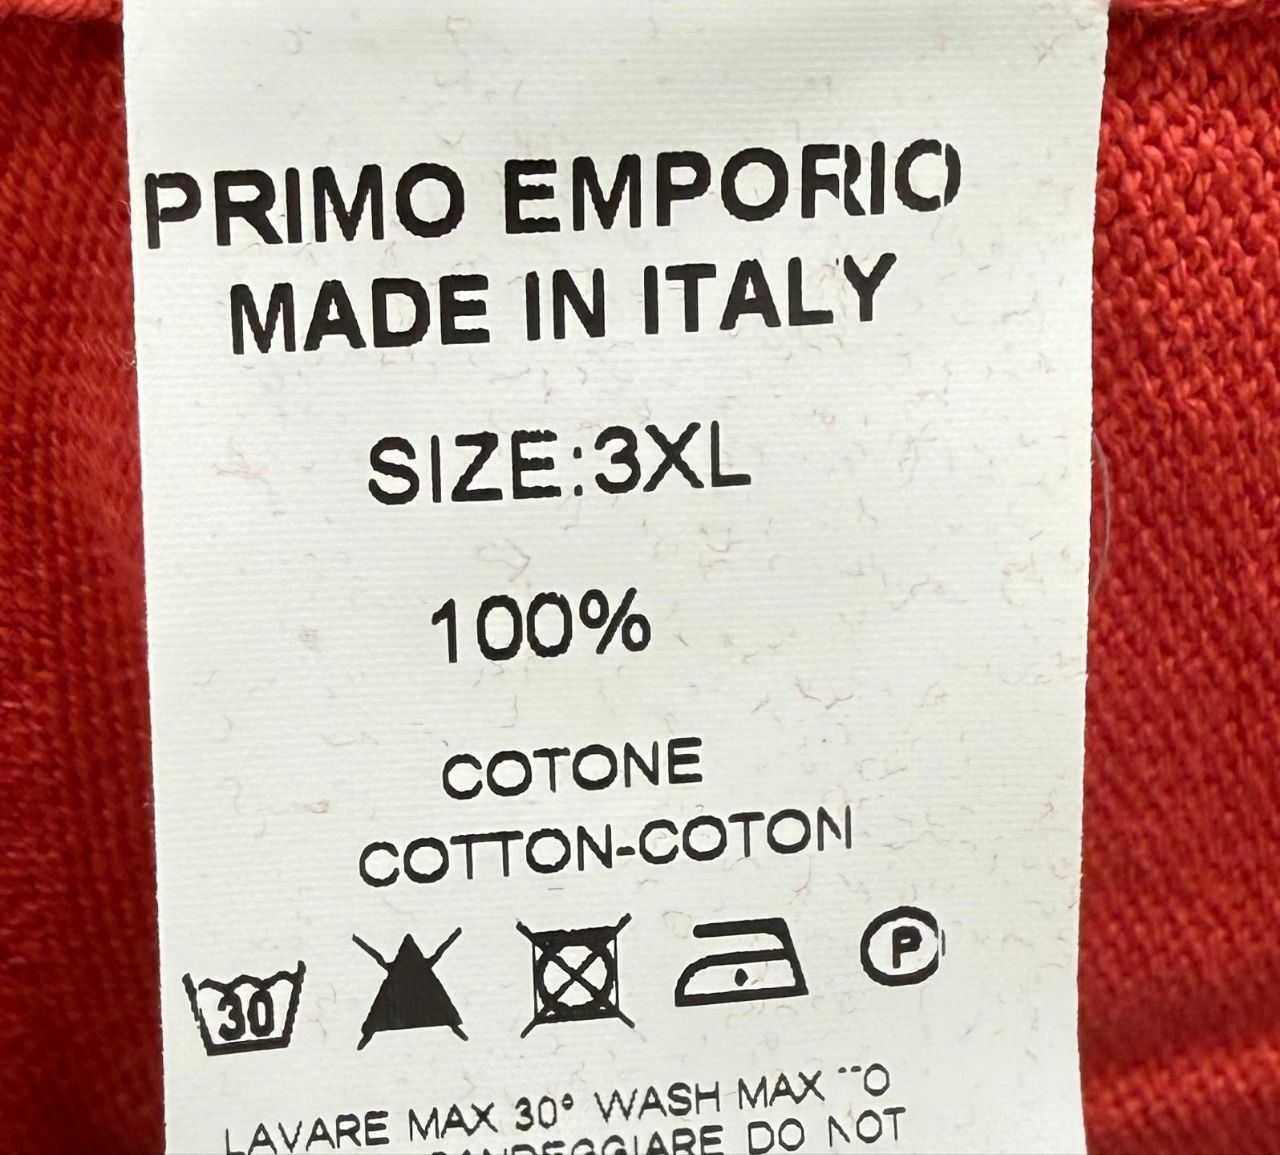 PRIMO EMPORIO
MADE IN ITALY
SIZE:3XL
100%
COTONE
COTTON-COTON
30 P
LAVARE MAX 30° WASH MAX
DO NOT